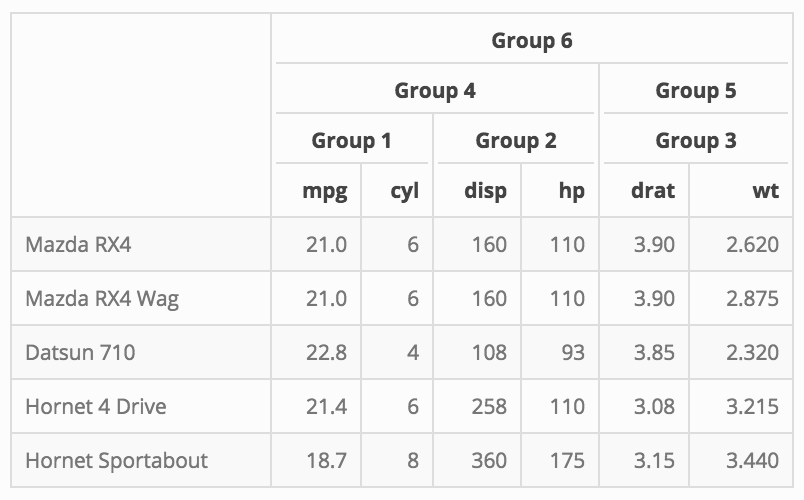 Group 6
Group 4 Group 5
Group 1 Group 2 Group 3
mpg cyl disp hp drat wt
Mazda RX4 21.0 6 160 110 3.90 2.620
Mazda RX4 Wag 21.0 6 160 110 3.90 2.875
Datsun 710 22.8 4 108 93 3.85 2.320
Hornet 4 Drive 21.4 6 258 110 3.08 3.215
Hornet Sportabout 18.7 8 360 175 3.15 3.440